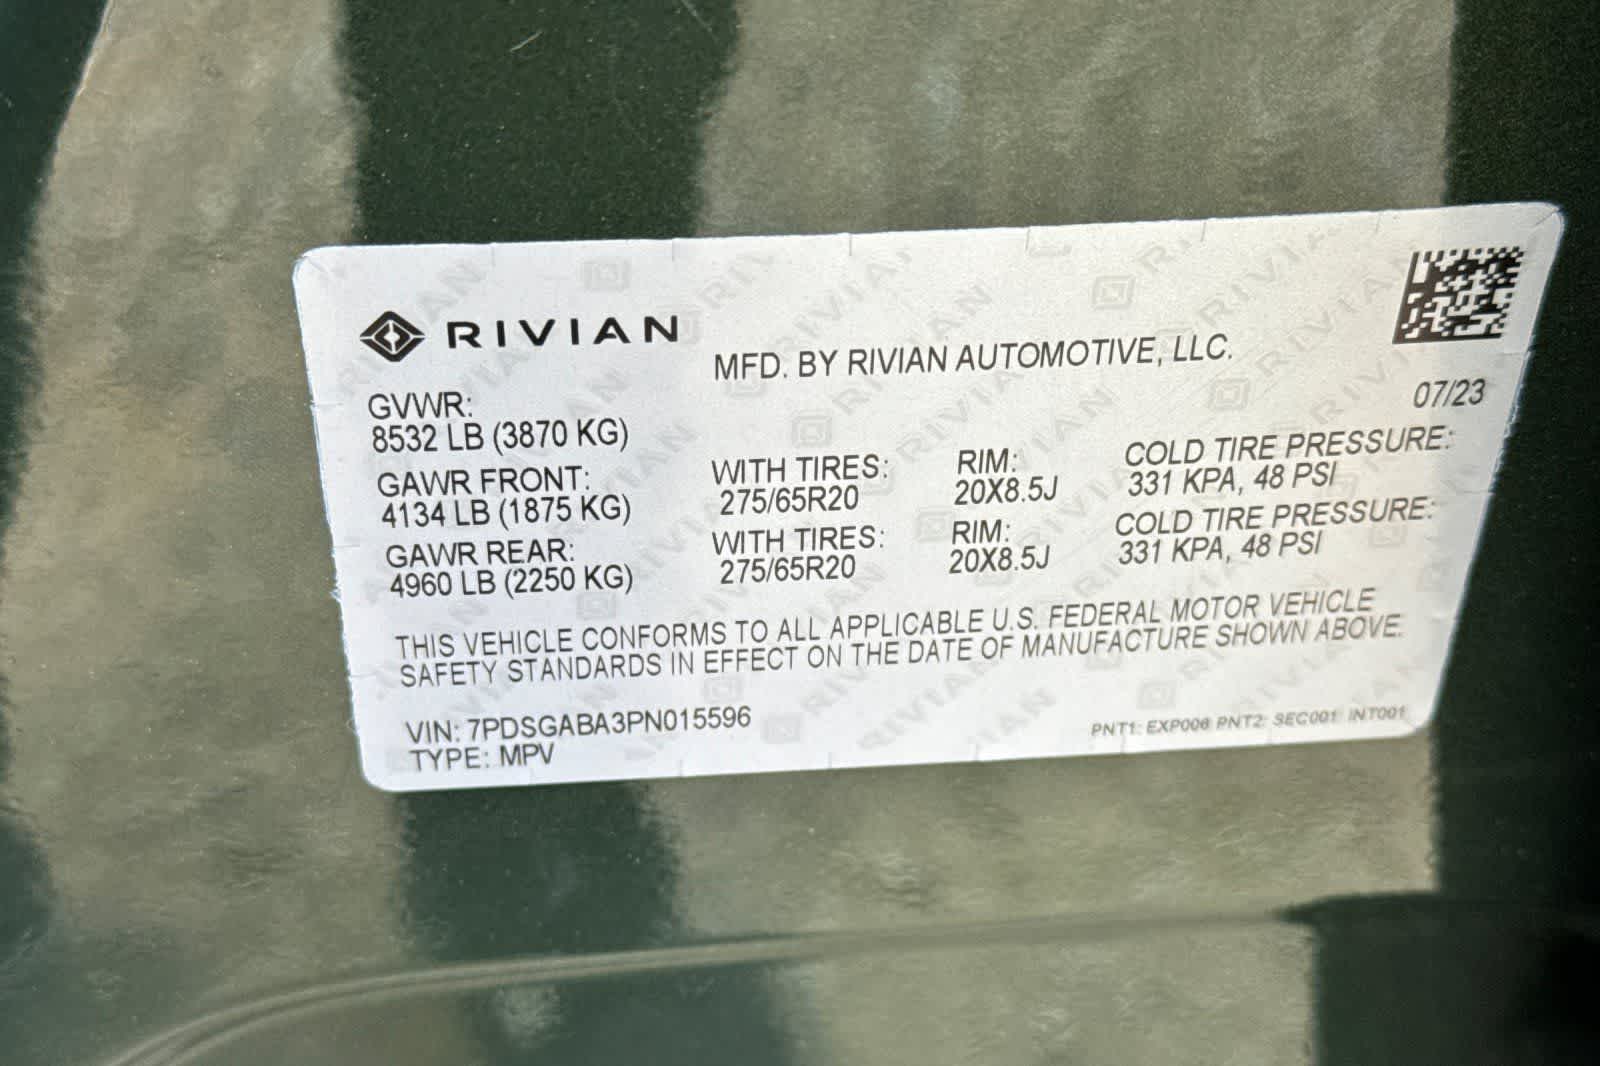 RIVIAN
MFD. BY RIVIAN AUTOMOTIVE, LLC.
07/23
GVWR:
8532 LB (3870 KG)
GAWR FRONT:
4134 LB (1875 KG)
WITH TIRES:
275/65R20
RIM:
20X8.5J
COLD TIRE PRESSURE:
331 KPA, 48 PSI
GAWR REAR:
4960 LB (2250 KG)
WITH TIRES:
275/65R20
RIM:
20X8.5J
COLD TIRE PRESSURE:
331 KPA, 48 PSI
THIS VEHICLE CONFORMS TO ALL APPLICABLE U.S. FEDERAL MOTOR VEHICLE
SAFETY STANDARDS IN EFFECT ON THE DATE OF MANUFACTURE SHOWN ABOVE.
VIN: 7PDSGABA3PN015596
TYPE: MPV
PNT1: EXP006 PNT2: SEC001 INT001